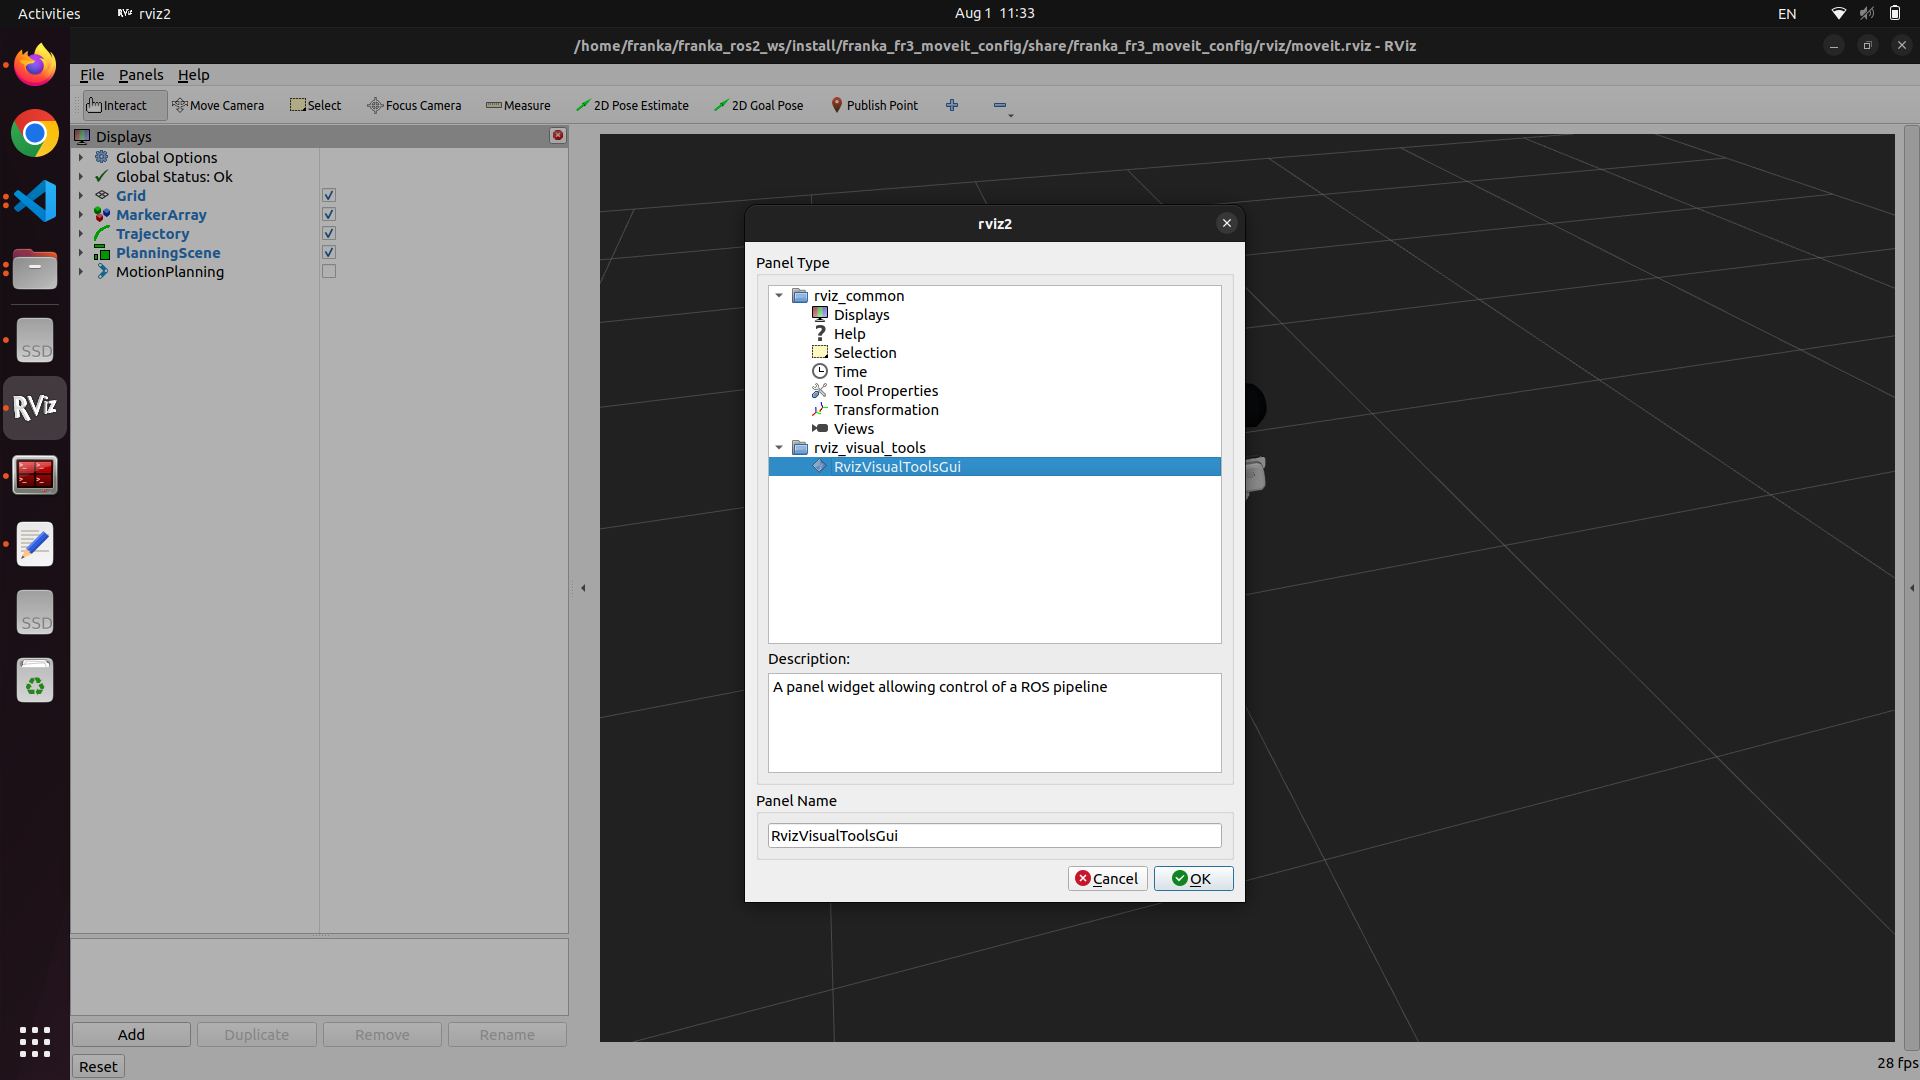 Activities
RViz rviz2
Aug 1 11:33
EN
/home/franka/franka_ros2_ws/install/franka_fr3_moveit_config/share/franka_fr3_moveit_config/rviz/moveit.rviz - RViz
File Panels Help
Interact Move Camera Select Focus Camera Measure 2D Pose Estimate 2D Goal Pose Publish Point
Displays
Global Options
Global Status: Ok
Grid
MarkerArray
Trajectory
PlanningScene
MotionPlanning
SSD
RViz
SSD
rviz2
Panel Type
rviz_common
Displays
Help
Selection
Time
Tool Properties
Transformation
Views
rviz_visual_tools
RvizVisualToolsGui
Description:
A panel widget allowing control of a ROS pipeline
Panel Name
RvizVisualToolsGui
Cancel OK
Add Duplicate Remove Rename
Reset
28 fps